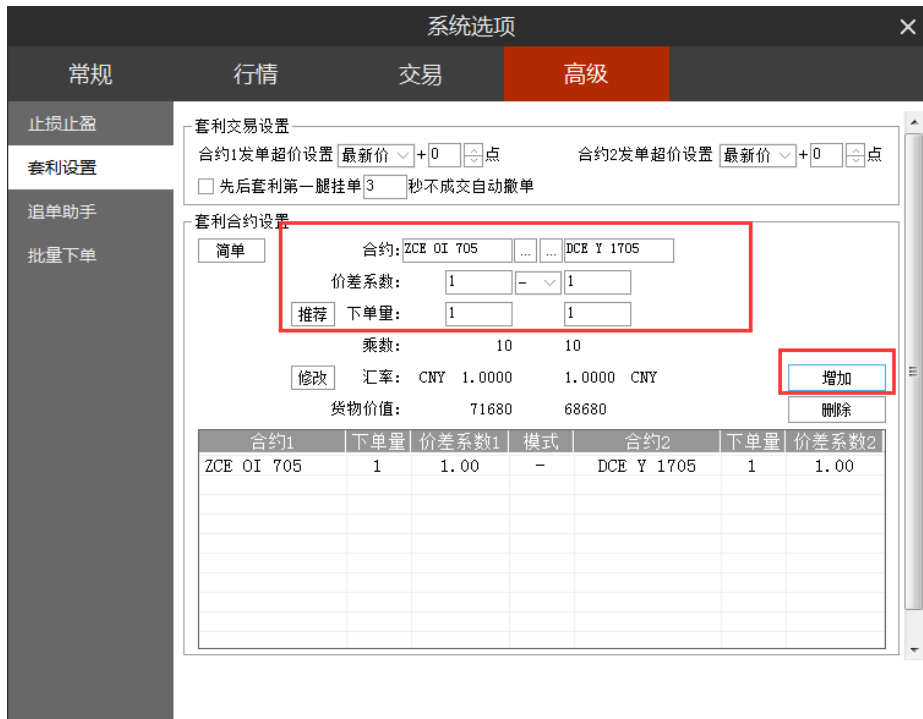 系统选项
常规 行情 交易 高级
止损止盈
套利设置
追单助手
批量下单
套利交易设置
合约1发单超价设置 最新价 +0 点 合约2发单超价设置 最新价 +0 点
先后套利第一腿挂单3 秒不成交自动撤单
套利合约设置
简单 合约: ZCE OI 705 ... ... DCE Y 1705
价差系数: 1 - 1
推荐 下单量: 1 1
乘数: 10 10
修改 汇率: CNY 1.0000 1.0000 CNY 增加
货物价值: 71680 68680 删除
合约1 下单量 价差系数1 模式 合约2 下单量 价差系数2
ZCE OI 705 1 1.00 - DCE Y 1705 1 1.00